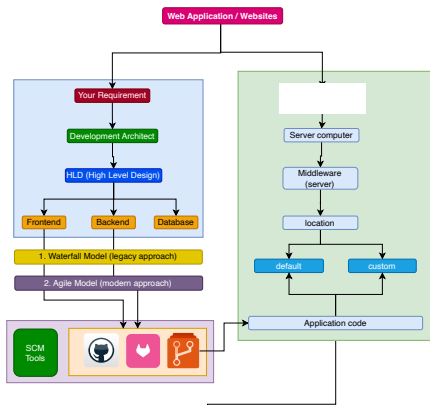 Web Application / Websites
Your Requirement
Development Architect
HLD (High Level Design)
Frontend
Backend
Database
1. Waterfall Model (legacy approach)
2. Agile Model (modern approach)
SCM
Tools
Server computer
Middleware
(server)
location
default
custom
Application code